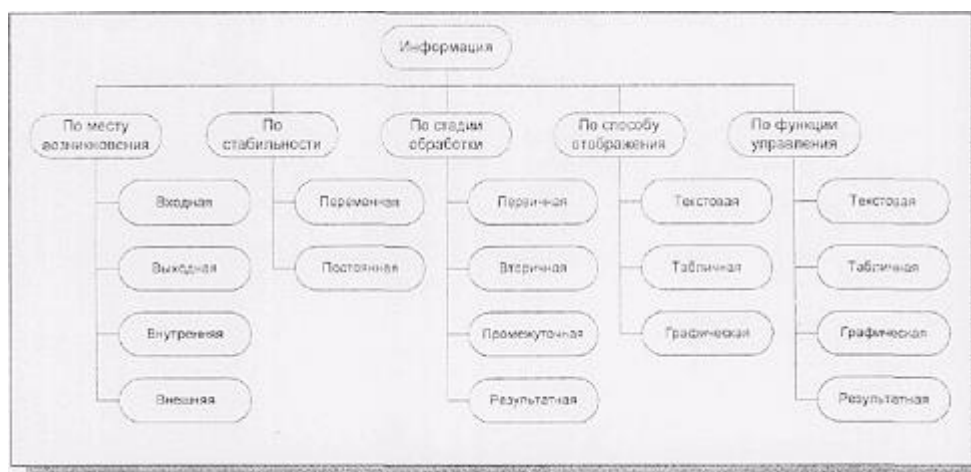 Информация
По месту
возникновения
По
стабильности
По стадии
обработки
По способу
отображения
По функции
управления
Входная
Переменная
Первичная
Текстовая
Текстовая
Выходная
Постоянная
Вторичная
Табличная
Табличная
Внутренняя
Промежуточная
Графическая
Графическая
Внешняя
Результатная
Результатная